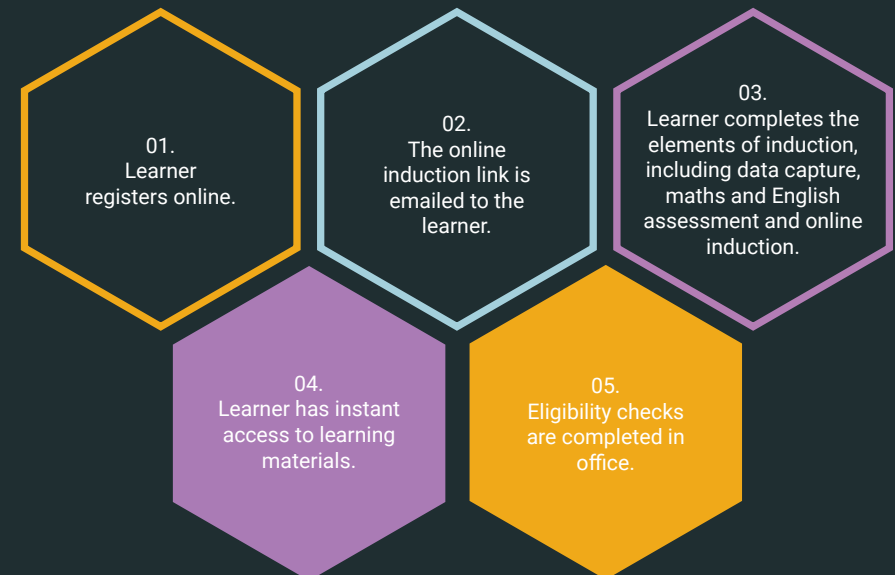 01.
Learner
registers online.
02.
The online
induction link is
emailed to the
learner.
03.
Learner completes the
elements of induction,
including data capture,
maths and English
assessment and online
induction.
04.
Learner has instant
access to learning
materials.
05.
Eligibility checks
are completed in
office.